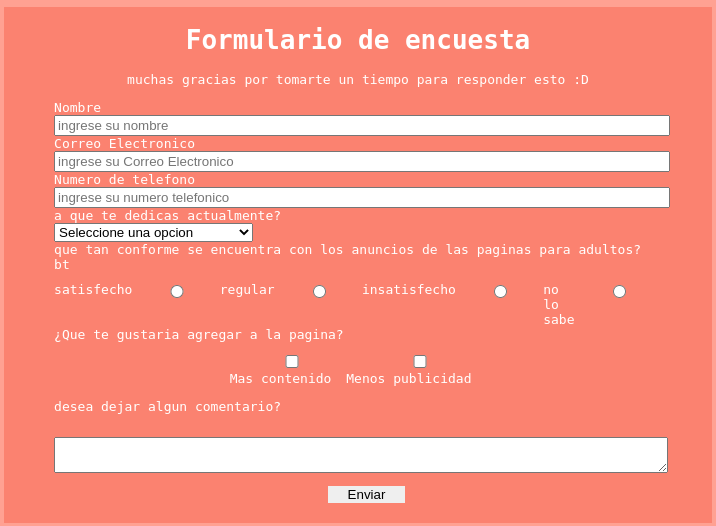 Formulario de encuesta
muchas gracias por tomarte un tiempo para responder esto :D
Nombre
ingrese su nombre
Correo Electronico
ingrese su Correo Electronico
Numero de telefono
ingrese su numero telefonico
a que te dedicas actualmente?
Seleccione una opcion
que tan conforme se encuentra con los anuncios de las paginas para adultos?
bt
satisfecho regular insatisfecho no
lo
sabe
¿Que te gustaria agregar a la pagina?
Mas contenido Menos publicidad
desea dejar algun comentario?
Enviar